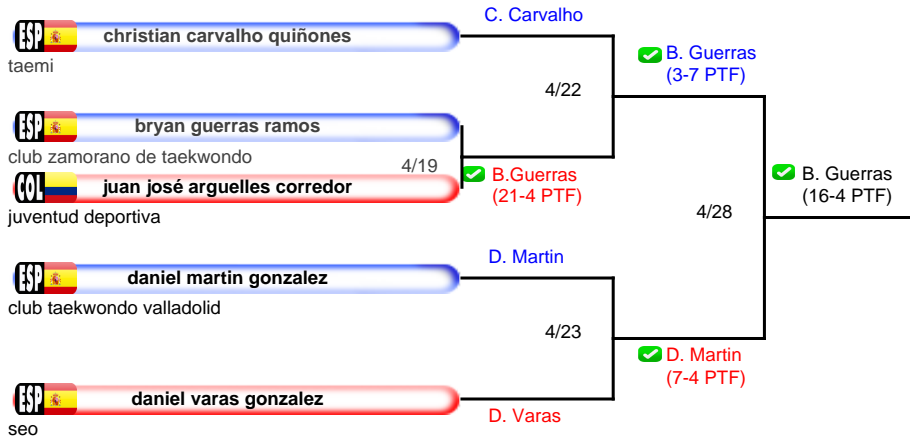 C. Carvalho
ESP christian carvalho quiñones
taemi
B. Guerras
(3-7 PTF)
4/22
ESP bryan guerras ramos
club zamorano de taekwondo
4/19
B.Guerras
(21-4 PTF)
COL juan josé arguelles corredor
juventud deportiva
B. Guerras
(16-4 PTF)
4/28
D. Martin
ESP daniel martin gonzalez
club taekwondo valladolid
4/23
D. Martin
(7-4 PTF)
ESP daniel varas gonzalez
D. Varas
seo